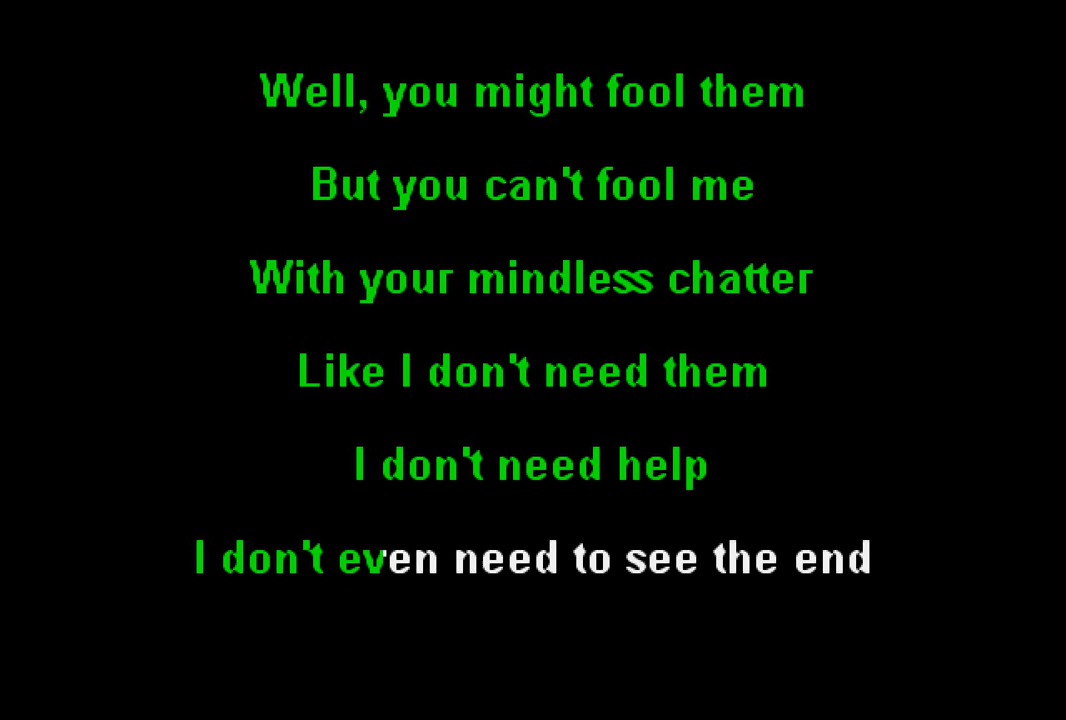 Well, you might fool them
But you can't fool me
With your mindless chatter
Like I don't need them
I don't need help
I don't even need to see the end